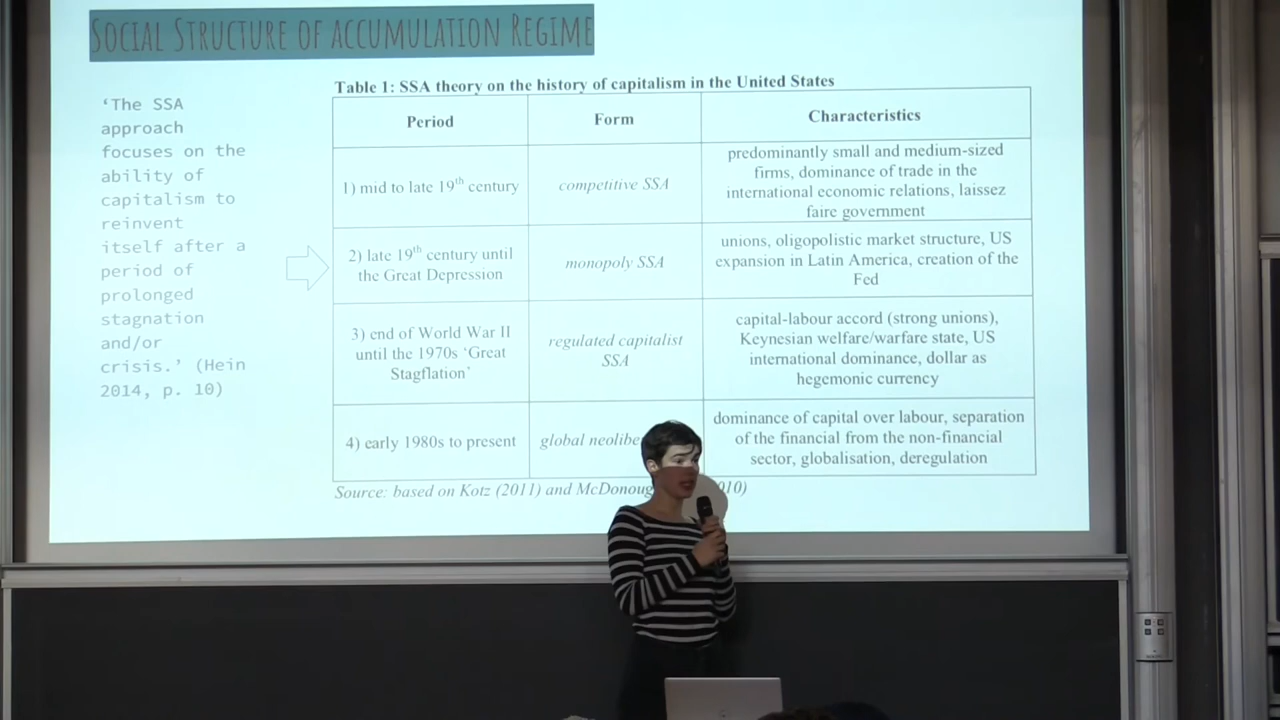 SOCIAL STRUCTURE OF ACCUMULATION REGIME
‘The SSA
approach
focuses on the
ability of
capitalism to
reinvent
itself after a
period of
prolonged
stagnation
and/or
crisis.’ (Hein
2014, p. 10)
Table 1: SSA theory on the history of capitalism in the United States
Period
Form
Characteristics
1) mid to late 19th century
competitive SSA
predominantly small and medium-sized
firms, dominance of trade in the
international economic relations, laissez
faire government
2) late 19th century until
the Great Depression
monopoly SSA
unions, oligopolistic market structure, US
expansion in Latin America, creation of the
Fed
3) end of World War II
until the 1970s ‘Great
Stagflation’
regulated capitalist
SSA
capital-labour accord (strong unions),
Keynesian welfare/warfare state, US
international dominance, dollar as
hegemonic currency
4) early 1980s to present
global
dominance of capital over labour, separation
of the financial from the non-financial
sector, globalisation, deregulation
Source: based on Kotz (2011) and